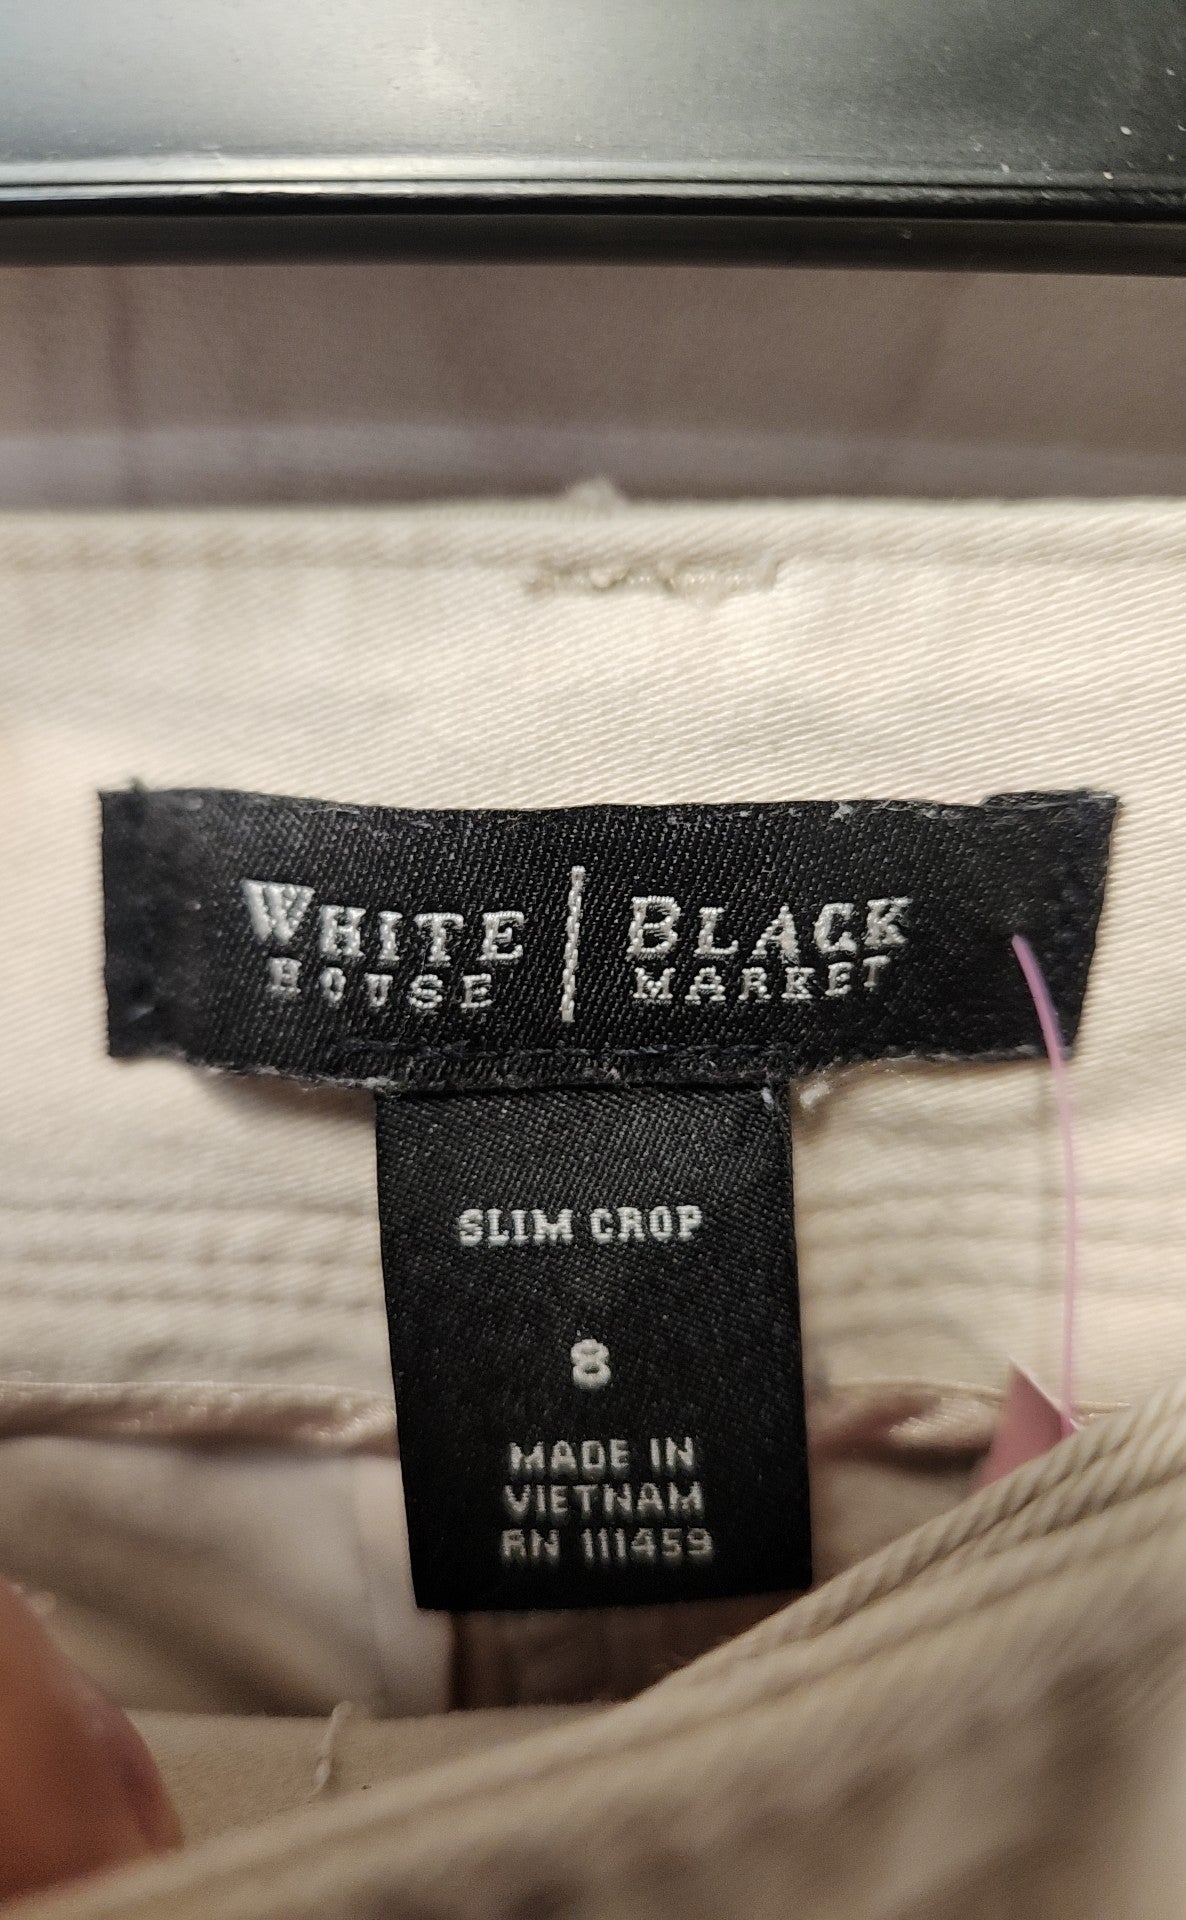 WHITE | BLACK
HOUSE | MARKET
SLIM CROP
8
MADE IN
VIETNAM
RN 111459